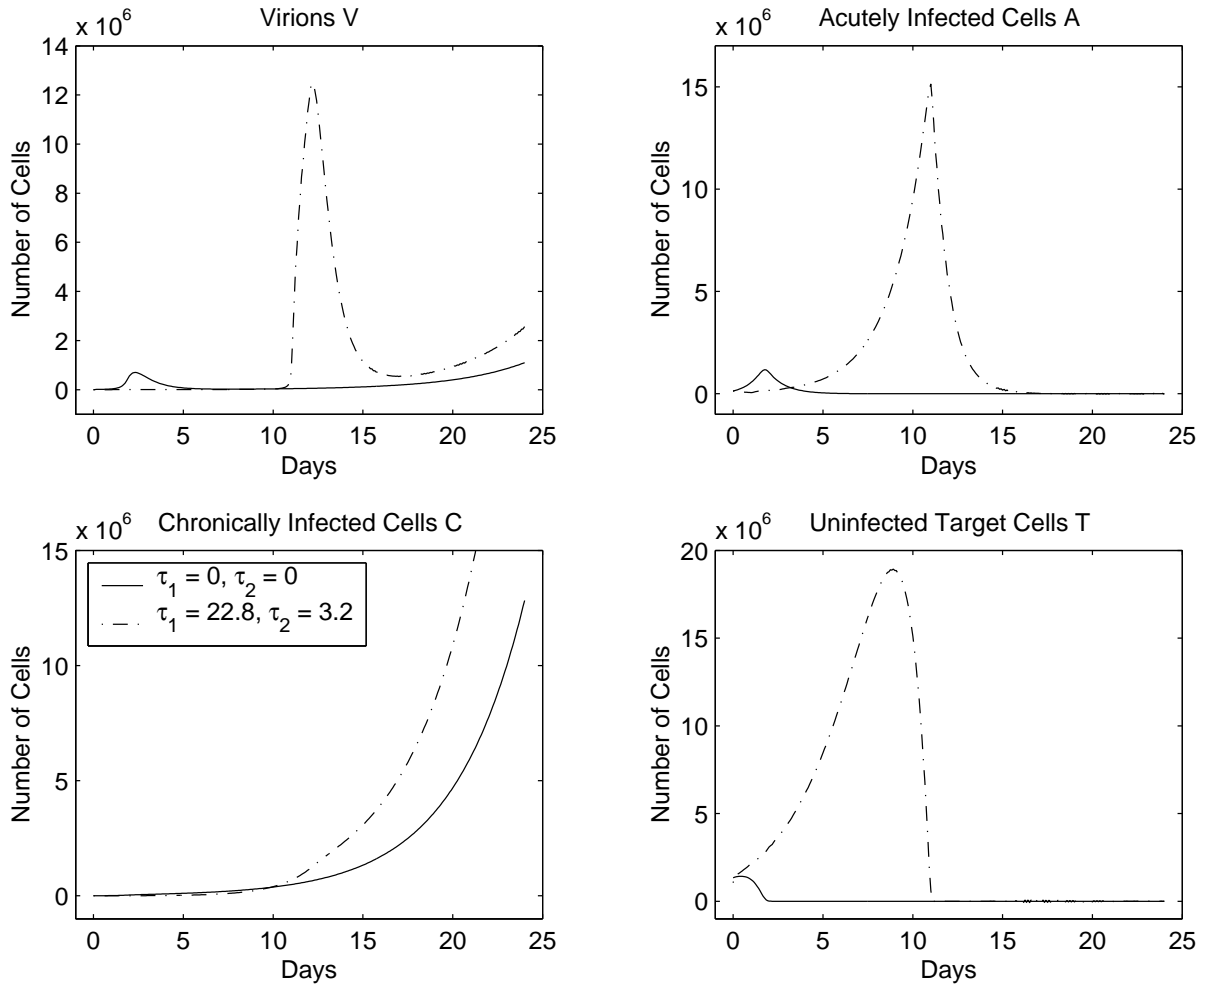 x 10^6
Virions V
14
12
10
8
6
4
2
0
Number of Cells
0 5 10 15 20 25
Days
x 10^6
Acutely Infected Cells A
15
10
5
0
Number of Cells
0 5 10 15 20 25
Days
x 10^6
Chronically Infected Cells C
15
10
5
0
Number of Cells
τ_1 = 0, τ_2 = 0
τ_1 = 22.8, τ_2 = 3.2
0 5 10 15 20 25
Days
x 10^6
Uninfected Target Cells T
20
15
10
5
0
Number of Cells
0 5 10 15 20 25
Days